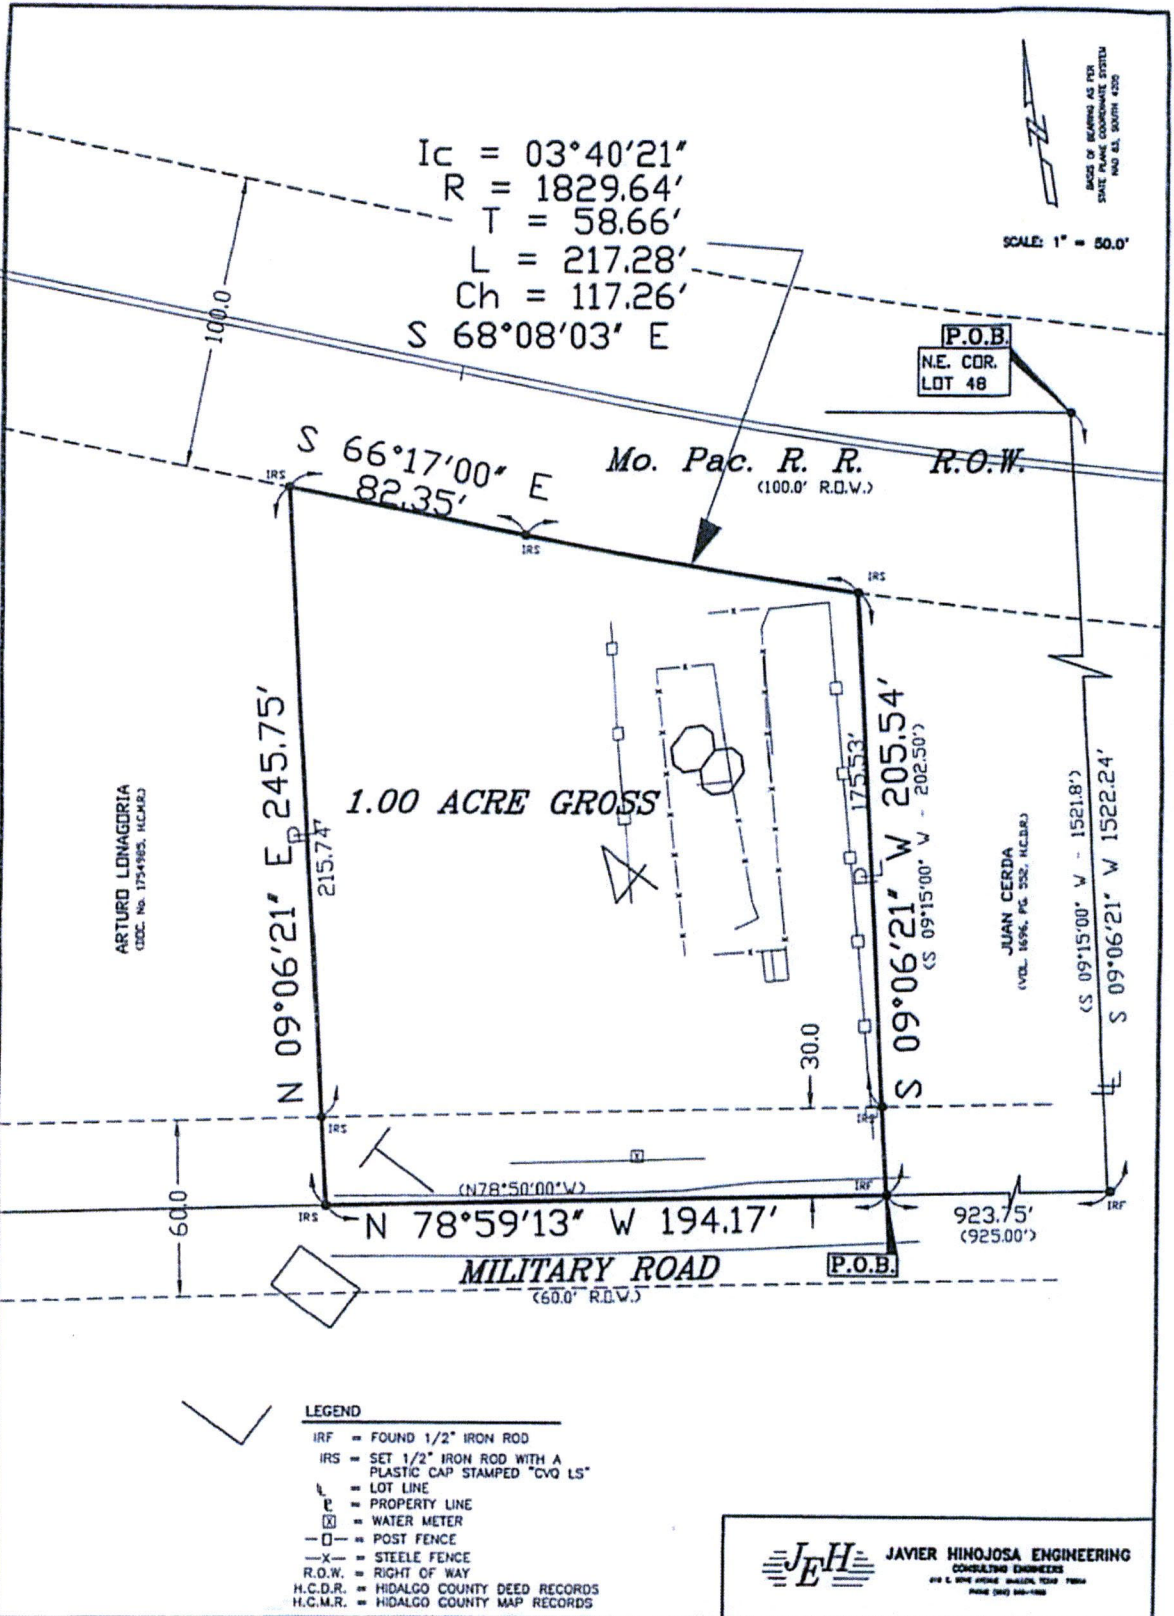 BASIS OF BEARING AS PER
STATE PLANE COORDINATE SYSTEM
NAD 83, SOUTH 4205
SCALE: 1" = 50.0'
Ic = 03°40'21"
R = 1829.64'
T = 58.66'
L = 217.28'
Ch = 117.26'
S 68°08'03" E
100.0
P.O.B.
N.E. COR.
LOT 48
S 66°17'00" E
82.35'
Mo. Pac. R. R. R.O.W.
(100.0' R.O.W.)
IRS
IRS
IRS
N 09°06'21" E 245.75'
215.74'
1.00 ACRE GROSS
175.53'
S 09°06'21" W 205.54'
(S 09°15'00" W - 202.50')
ARTURO LONAGORIA
(DOC. No. 1754985, H.C.M.R.)
JUAN CERDA
(VOL. 1696, PG. 552, H.C.D.R.)
(S 09°15'00" W - 1521.8')
S 09°06'21" W 1522.24'
30.0
IRS
IRS
60.0
(N78°50'00"W)
IRF
IRS
IRF
N 78°59'13" W 194.17'
923.75'
(925.00')
MILITARY ROAD
(60.0' R.O.W.)
P.O.B.
LEGEND
IRF = FOUND 1/2" IRON ROD
IRS = SET 1/2" IRON ROD WITH A
PLASTIC CAP STAMPED "CVQ LS"
= LOT LINE
= PROPERTY LINE
X = WATER METER
= POST FENCE
—X— = STEELE FENCE
R.O.W. = RIGHT OF WAY
H.C.D.R. = HIDALGO COUNTY DEED RECORDS
H.C.M.R. = HIDALGO COUNTY MAP RECORDS
JEH
JAVIER HINOJOSA ENGINEERING
CONSULTING ENGINEERS